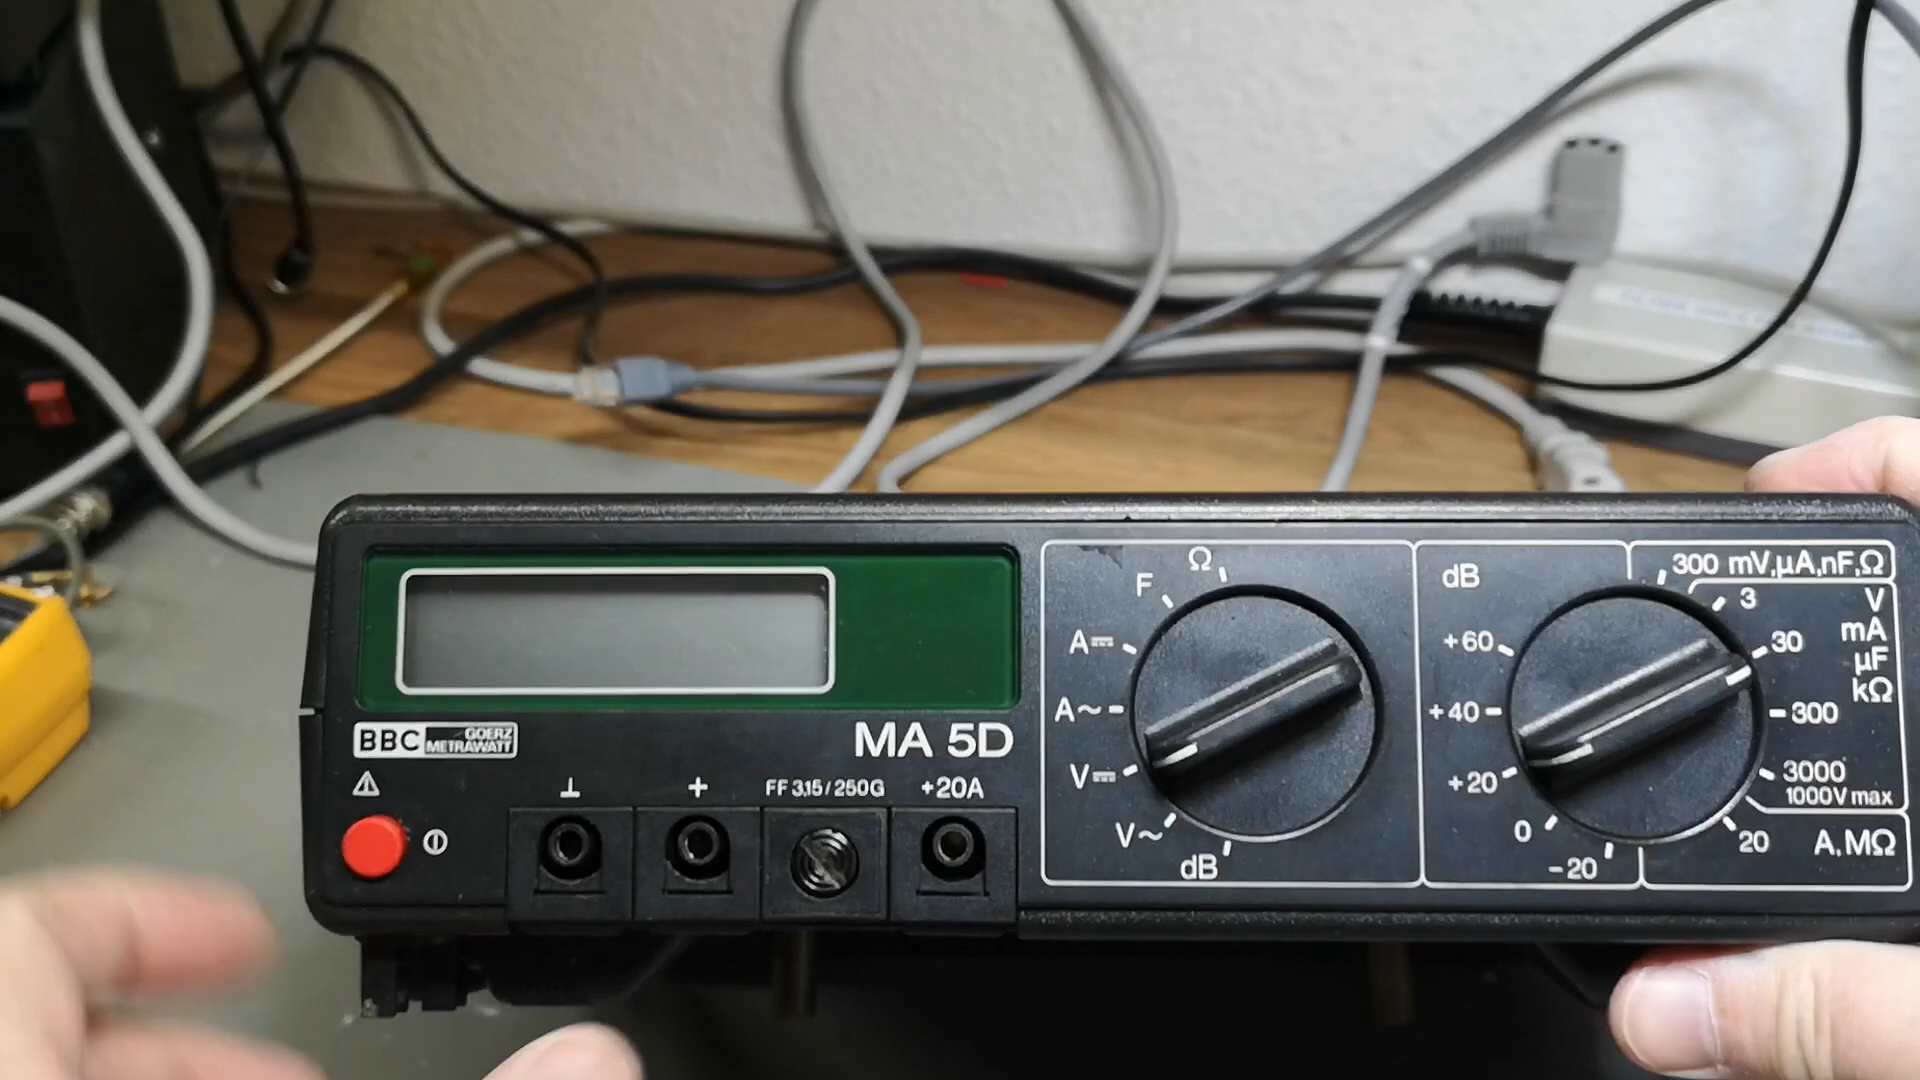 BBC GOERZ
METRAWATT
MA 5D
⊥
+
FF 3,15/250G
+20A
Ω
F
A⎓
A~
V⎓
V~
dB
dB
+60
+40
+20
0
-20
300 mV,µA,nF,Ω
3
30
300
3000
1000V max
20
V
mA
µF
kΩ
A,MΩ